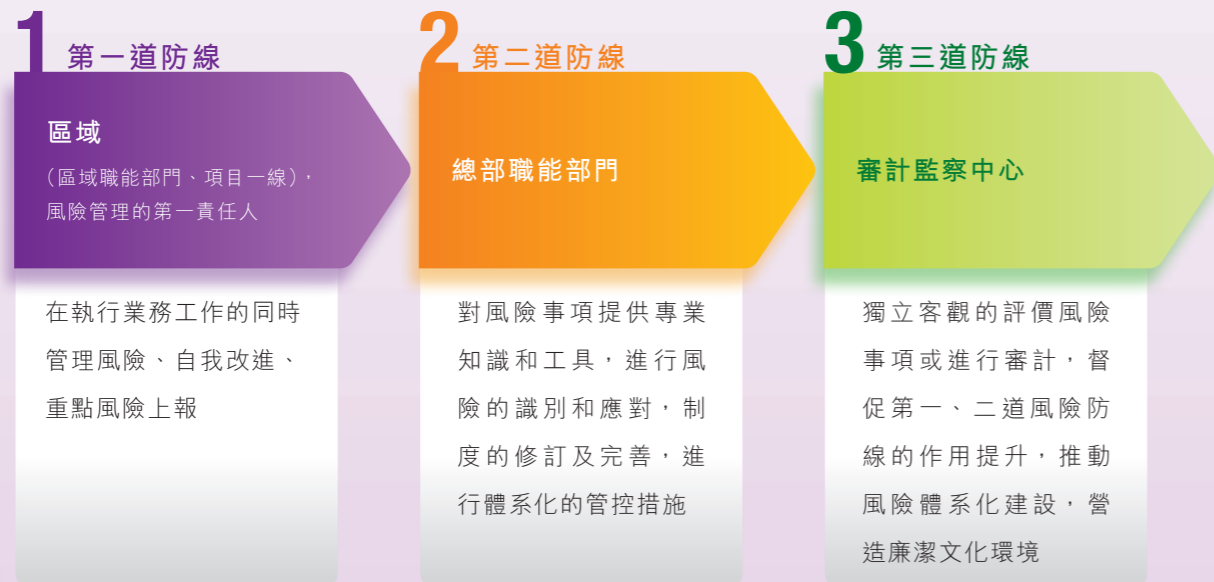 1 第一道防線
區域
(區域職能部門、項目一線),
風險管理的第一責任人
在執行業務工作的同時
管理風險、自我改進、
重點風險上報
2 第二道防線
總部職能部門
對風險事項提供專業
知識和工具,進行風
險的識別和應對,制
度的修訂及完善,進
行體系化的管控措施
3 第三道防線
審計監察中心
獨立客觀的評價風險
事項或進行審計,督
促第一、二道風險防
線的作用提升,推動
風險體系化建設,營
造廉潔文化環境